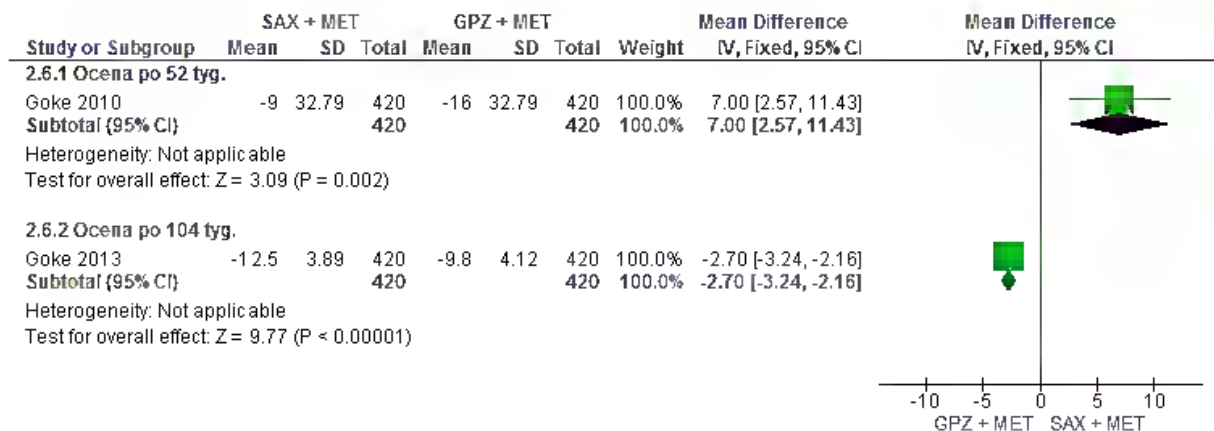 SAX + MET GPZ + MET Mean Difference Mean Difference
Study or Subgroup Mean SD Total Mean SD Total Weight IV, Fixed, 95% CI IV, Fixed, 95% CI
2.6.1 Ocena po 52 tyg.
Goke 2010 -9 32.79 420 -16 32.79 420 100.0% 7.00 [2.57, 11.43]
Subtotal (95% CI) 420 420 100.0% 7.00 [2.57, 11.43]
Heterogeneity: Not applicable
Test for overall effect: Z = 3.09 (P = 0.002)
2.6.2 Ocena po 104 tyg.
Goke 2013 -12.5 3.89 420 -9.8 4.12 420 100.0% -2.70 [-3.24, -2.16]
Subtotal (95% CI) 420 420 100.0% -2.70 [-3.24, -2.16]
Heterogeneity: Not applicable
Test for overall effect: Z = 9.77 (P < 0.00001)
-10 -5 0 5 10
GPZ + MET SAX + MET